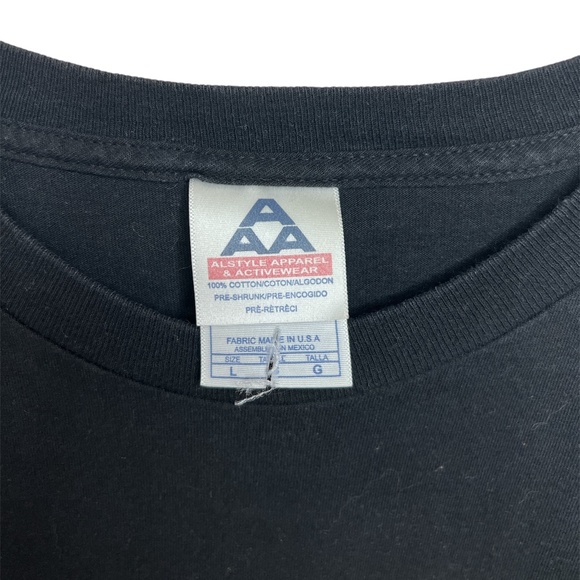 A
AA
ALSTYLE APPAREL
& ACTIVEWEAR
100% COTTON/COTON/ALGODON
PRE-SHRUNK/PRE-ENCOGIDO
PRÉ-RÉTRÉCI
FABRIC MADE IN U.S.A
ASSEMBLED IN MEXICO
SIZE TALLA
L G